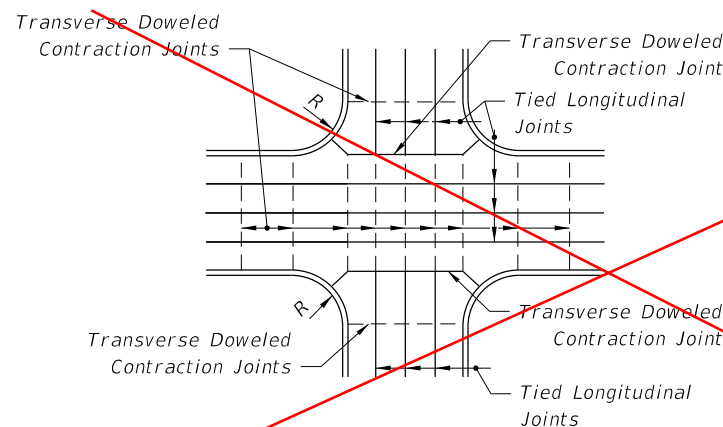 Transverse Doweled
Contraction Joints
Transverse Doweled
Contraction Joint
R
Tied Longitudinal
Joints
R
Transverse Doweled
Contraction Joint
Transverse Doweled
Contraction Joints
Tied Longitudinal
Joints